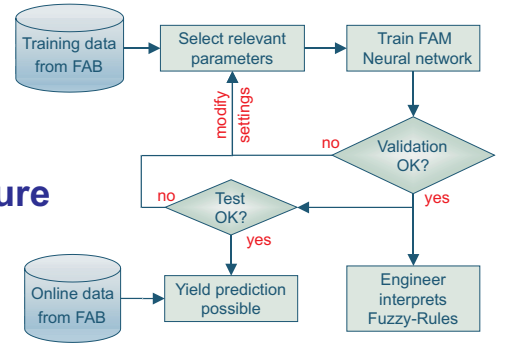 Training data
from FAB
Select relevant
parameters
Train FAM
Neural network
modify
settings
no
Validation
OK?
yes
ure
no
Test
OK?
yes
Online data
from FAB
Yield prediction
possible
Engineer
interprets
Fuzzy-Rules